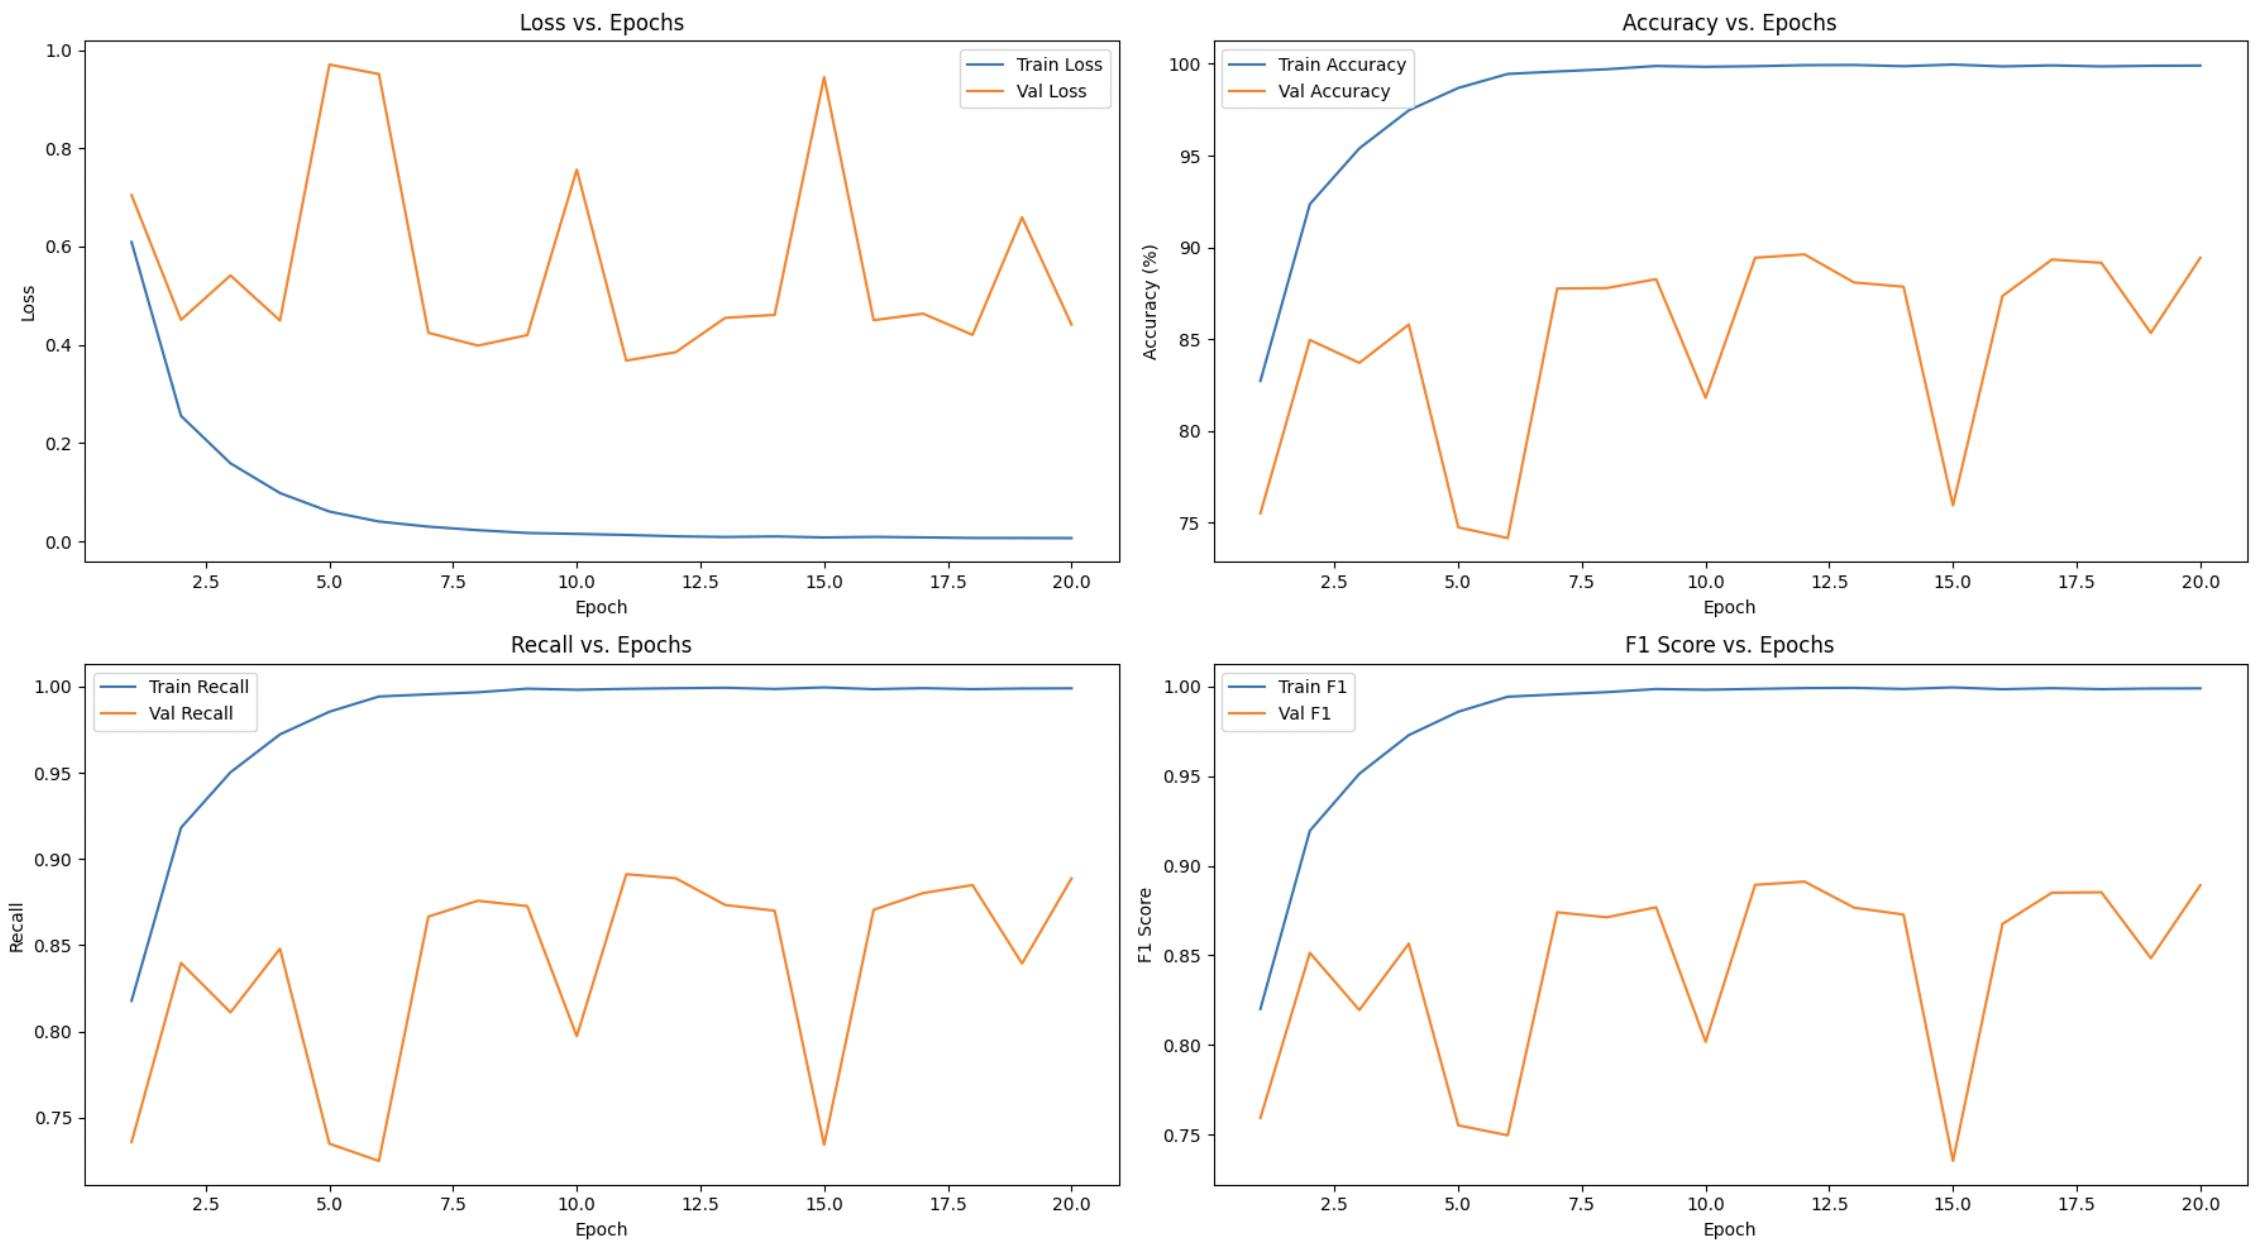 Loss vs. Epochs
1.0
0.8
0.6
0.4
0.2
0.0
Loss
Train Loss
Val Loss
2.5 5.0 7.5 10.0 12.5 15.0 17.5 20.0
Epoch
Accuracy vs. Epochs
100
95
90
85
80
75
Accuracy (%)
Train Accuracy
Val Accuracy
2.5 5.0 7.5 10.0 12.5 15.0 17.5 20.0
Epoch
Recall vs. Epochs
1.00
0.95
0.90
0.85
0.80
0.75
Recall
Train Recall
Val Recall
2.5 5.0 7.5 10.0 12.5 15.0 17.5 20.0
Epoch
F1 Score vs. Epochs
1.00
0.95
0.90
0.85
0.80
0.75
F1 Score
Train F1
Val F1
2.5 5.0 7.5 10.0 12.5 15.0 17.5 20.0
Epoch